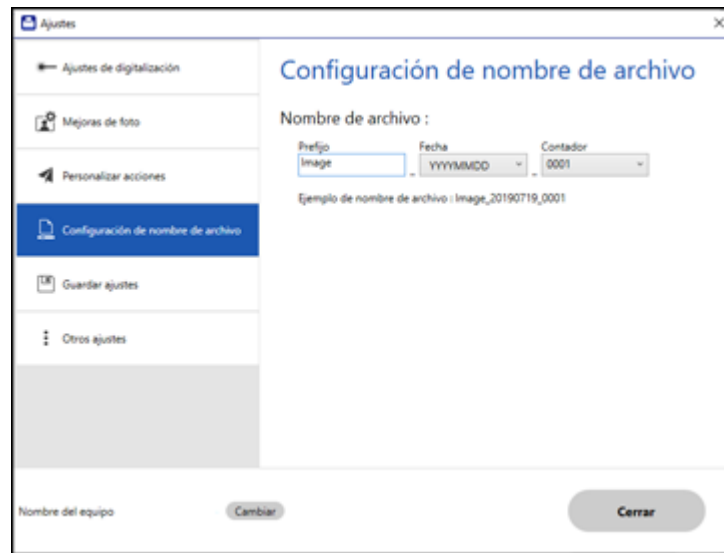 Ajustes
Ajustes de digitalización
Mejoras de foto
Personalizar acciones
Configuración de nombre de archivo
Guardar ajustes
Otros ajustes
Configuración de nombre de archivo
Nombre de archivo :
Prefijo Fecha Contador
Image _ YYYYMMDD _ 0001
Ejemplo de nombre de archivo : Image_20190719_0001
Nombre del equipo Cambiar Cerrar